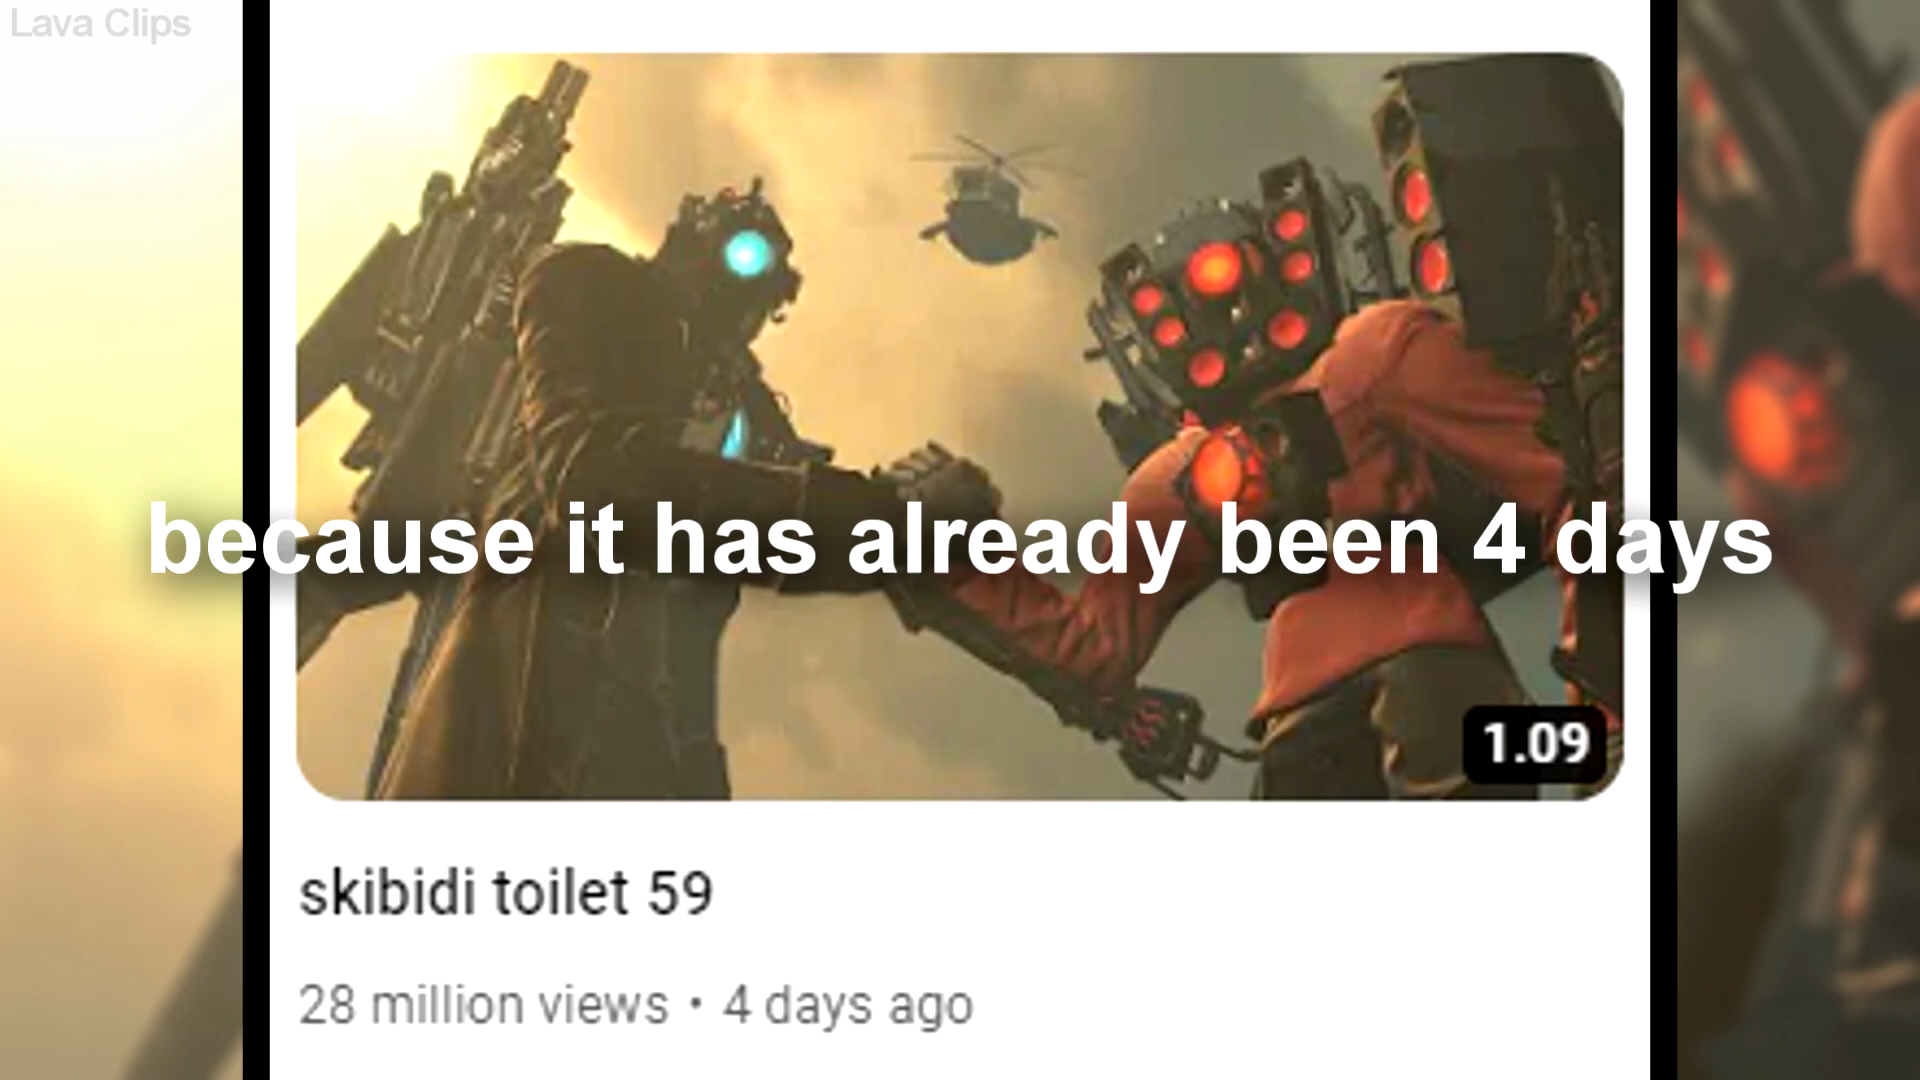 Lava Clips
because it has already been 4 days
1.09
skibidi toilet 59
28 million views • 4 days ago